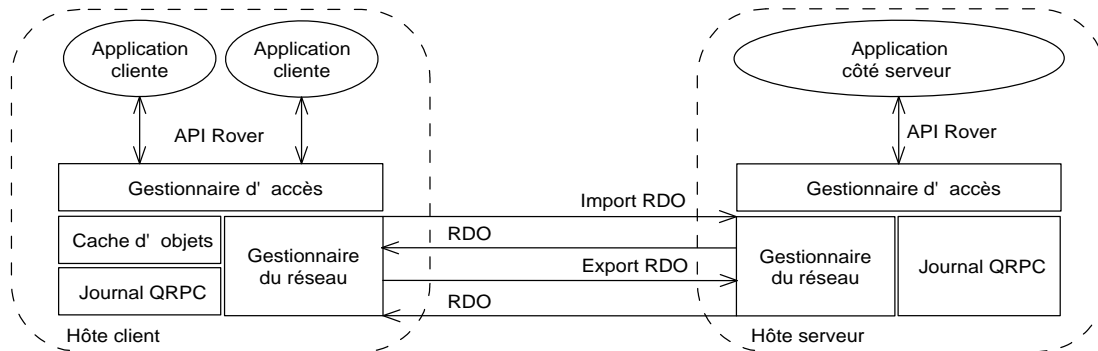 Application
cliente
Application
cliente
Application
côté serveur
API Rover
API Rover
Gestionnaire d' accès
Gestionnaire d' accès
Import RDO
Cache d' objets
Gestionnaire
du réseau
RDO
Gestionnaire
du réseau
Journal QRPC
Export RDO
Journal QRPC
RDO
Hôte client
Hôte serveur